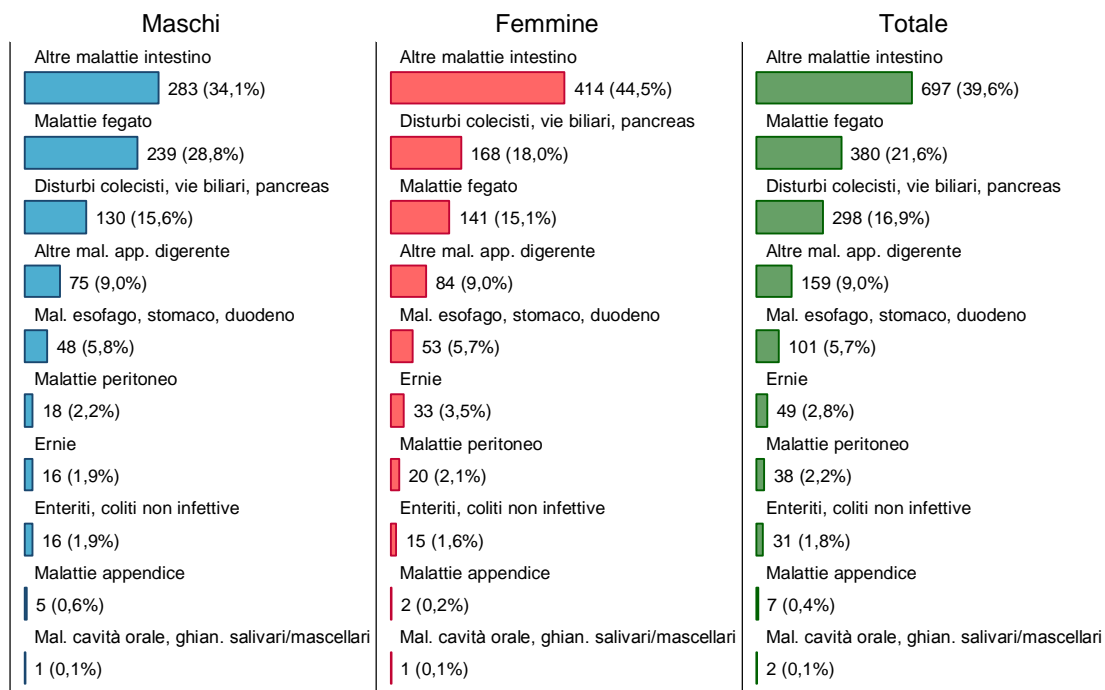 Maschi
Altre malattie intestino
283 (34,1%)
Malattie fegato
239 (28,8%)
Disturbi colecisti, vie biliari, pancreas
130 (15,6%)
Altre mal. app. digerente
75 (9,0%)
Mal. esofago, stomaco, duodeno
48 (5,8%)
Malattie peritoneo
18 (2,2%)
Ernie
16 (1,9%)
Enteriti, coliti non infettive
16 (1,9%)
Malattie appendice
5 (0,6%)
Mal. cavità orale, ghian. salivari/mascellari
1 (0,1%)
Femmine
Altre malattie intestino
414 (44,5%)
Disturbi colecisti, vie biliari, pancreas
168 (18,0%)
Malattie fegato
141 (15,1%)
Altre mal. app. digerente
84 (9,0%)
Mal. esofago, stomaco, duodeno
53 (5,7%)
Ernie
33 (3,5%)
Malattie peritoneo
20 (2,1%)
Enteriti, coliti non infettive
15 (1,6%)
Malattie appendice
2 (0,2%)
Mal. cavità orale, ghian. salivari/mascellari
1 (0,1%)
Totale
Altre malattie intestino
697 (39,6%)
Malattie fegato
380 (21,6%)
Disturbi colecisti, vie biliari, pancreas
298 (16,9%)
Altre mal. app. digerente
159 (9,0%)
Mal. esofago, stomaco, duodeno
101 (5,7%)
Ernie
49 (2,8%)
Malattie peritoneo
38 (2,2%)
Enteriti, coliti non infettive
31 (1,8%)
Malattie appendice
7 (0,4%)
Mal. cavità orale, ghian. salivari/mascellari
2 (0,1%)